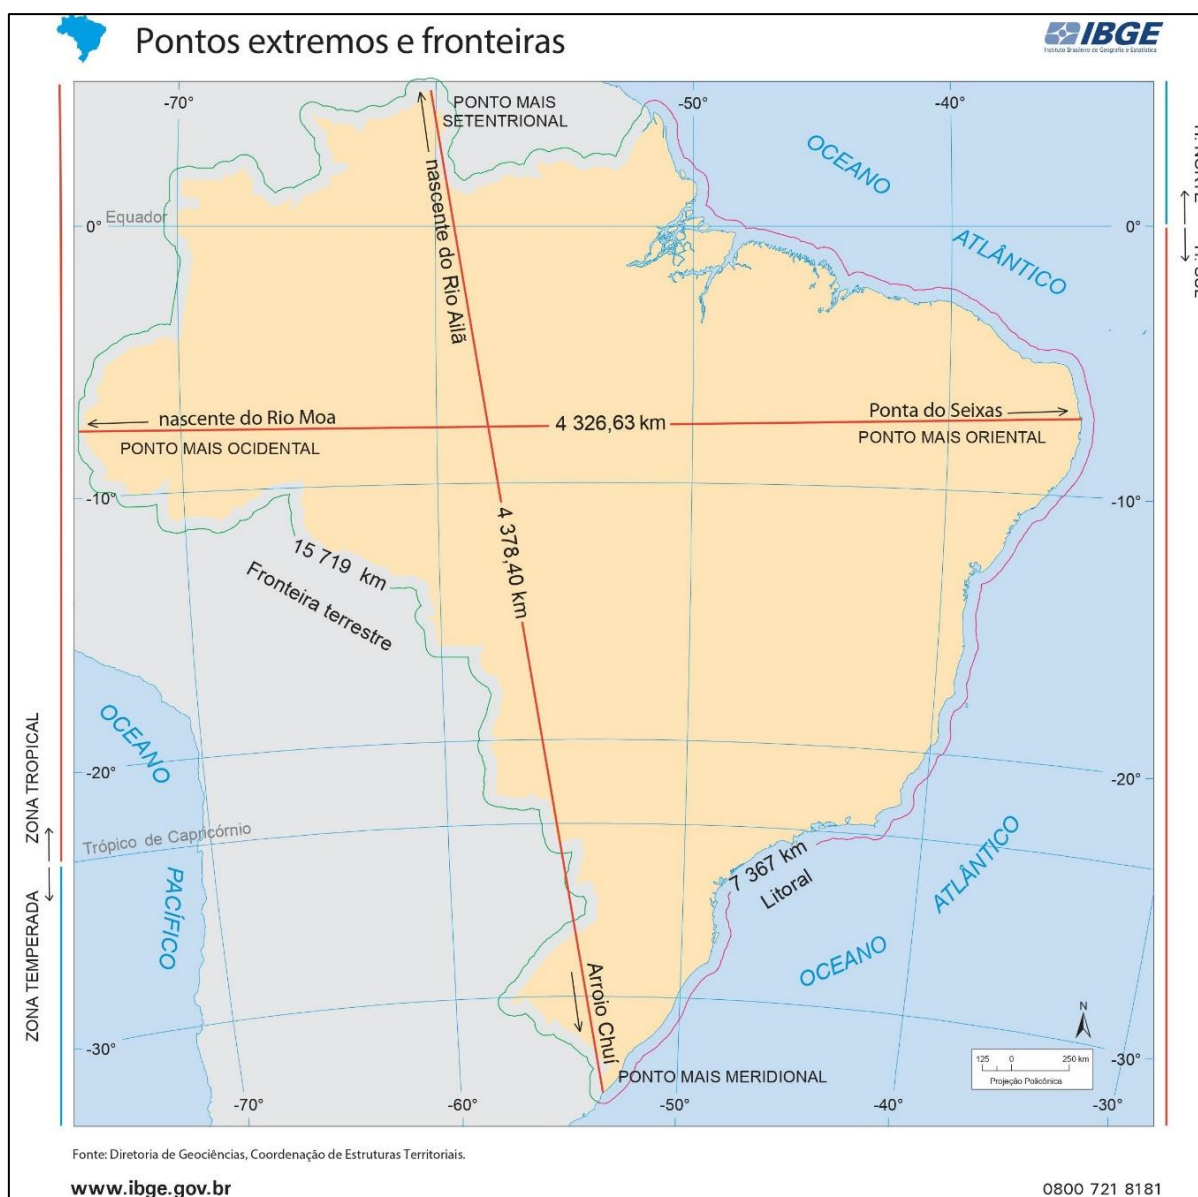 Pontos extremos e fronteiras
IBGE
Instituto Brasileiro de Geografia e Estatística
-70°
PONTO MAIS
SETENTRIONAL
-50°
-40°
OCEANO
ATLÂNTICO
nascente do Rio Ailã
Equador
0°
0°
nascente do Rio Moa
4 326,63 km
Ponta do Seixas
PONTO MAIS OCIDENTAL
PONTO MAIS ORIENTAL
-10°
-10°
15 719 km
Fronteira terrestre
4 378,40 km
OCEANO
PACÍFICO
ZONA TROPICAL
-20°
-20°
Trópico de Capricórnio
ZONA TEMPERADA
7 367 km
Litoral
OCEANO
ATLÂNTICO
Arroio Chuí
N
-30°
-30°
PONTO MAIS MERIDIONAL
125 0 250 km
Projeção Policônica
-70°
-60°
-50°
-40°
-30°
Fonte: Diretoria de Geociências, Coordenação de Estruturas Territoriais.
www.ibge.gov.br
0800 721 8181